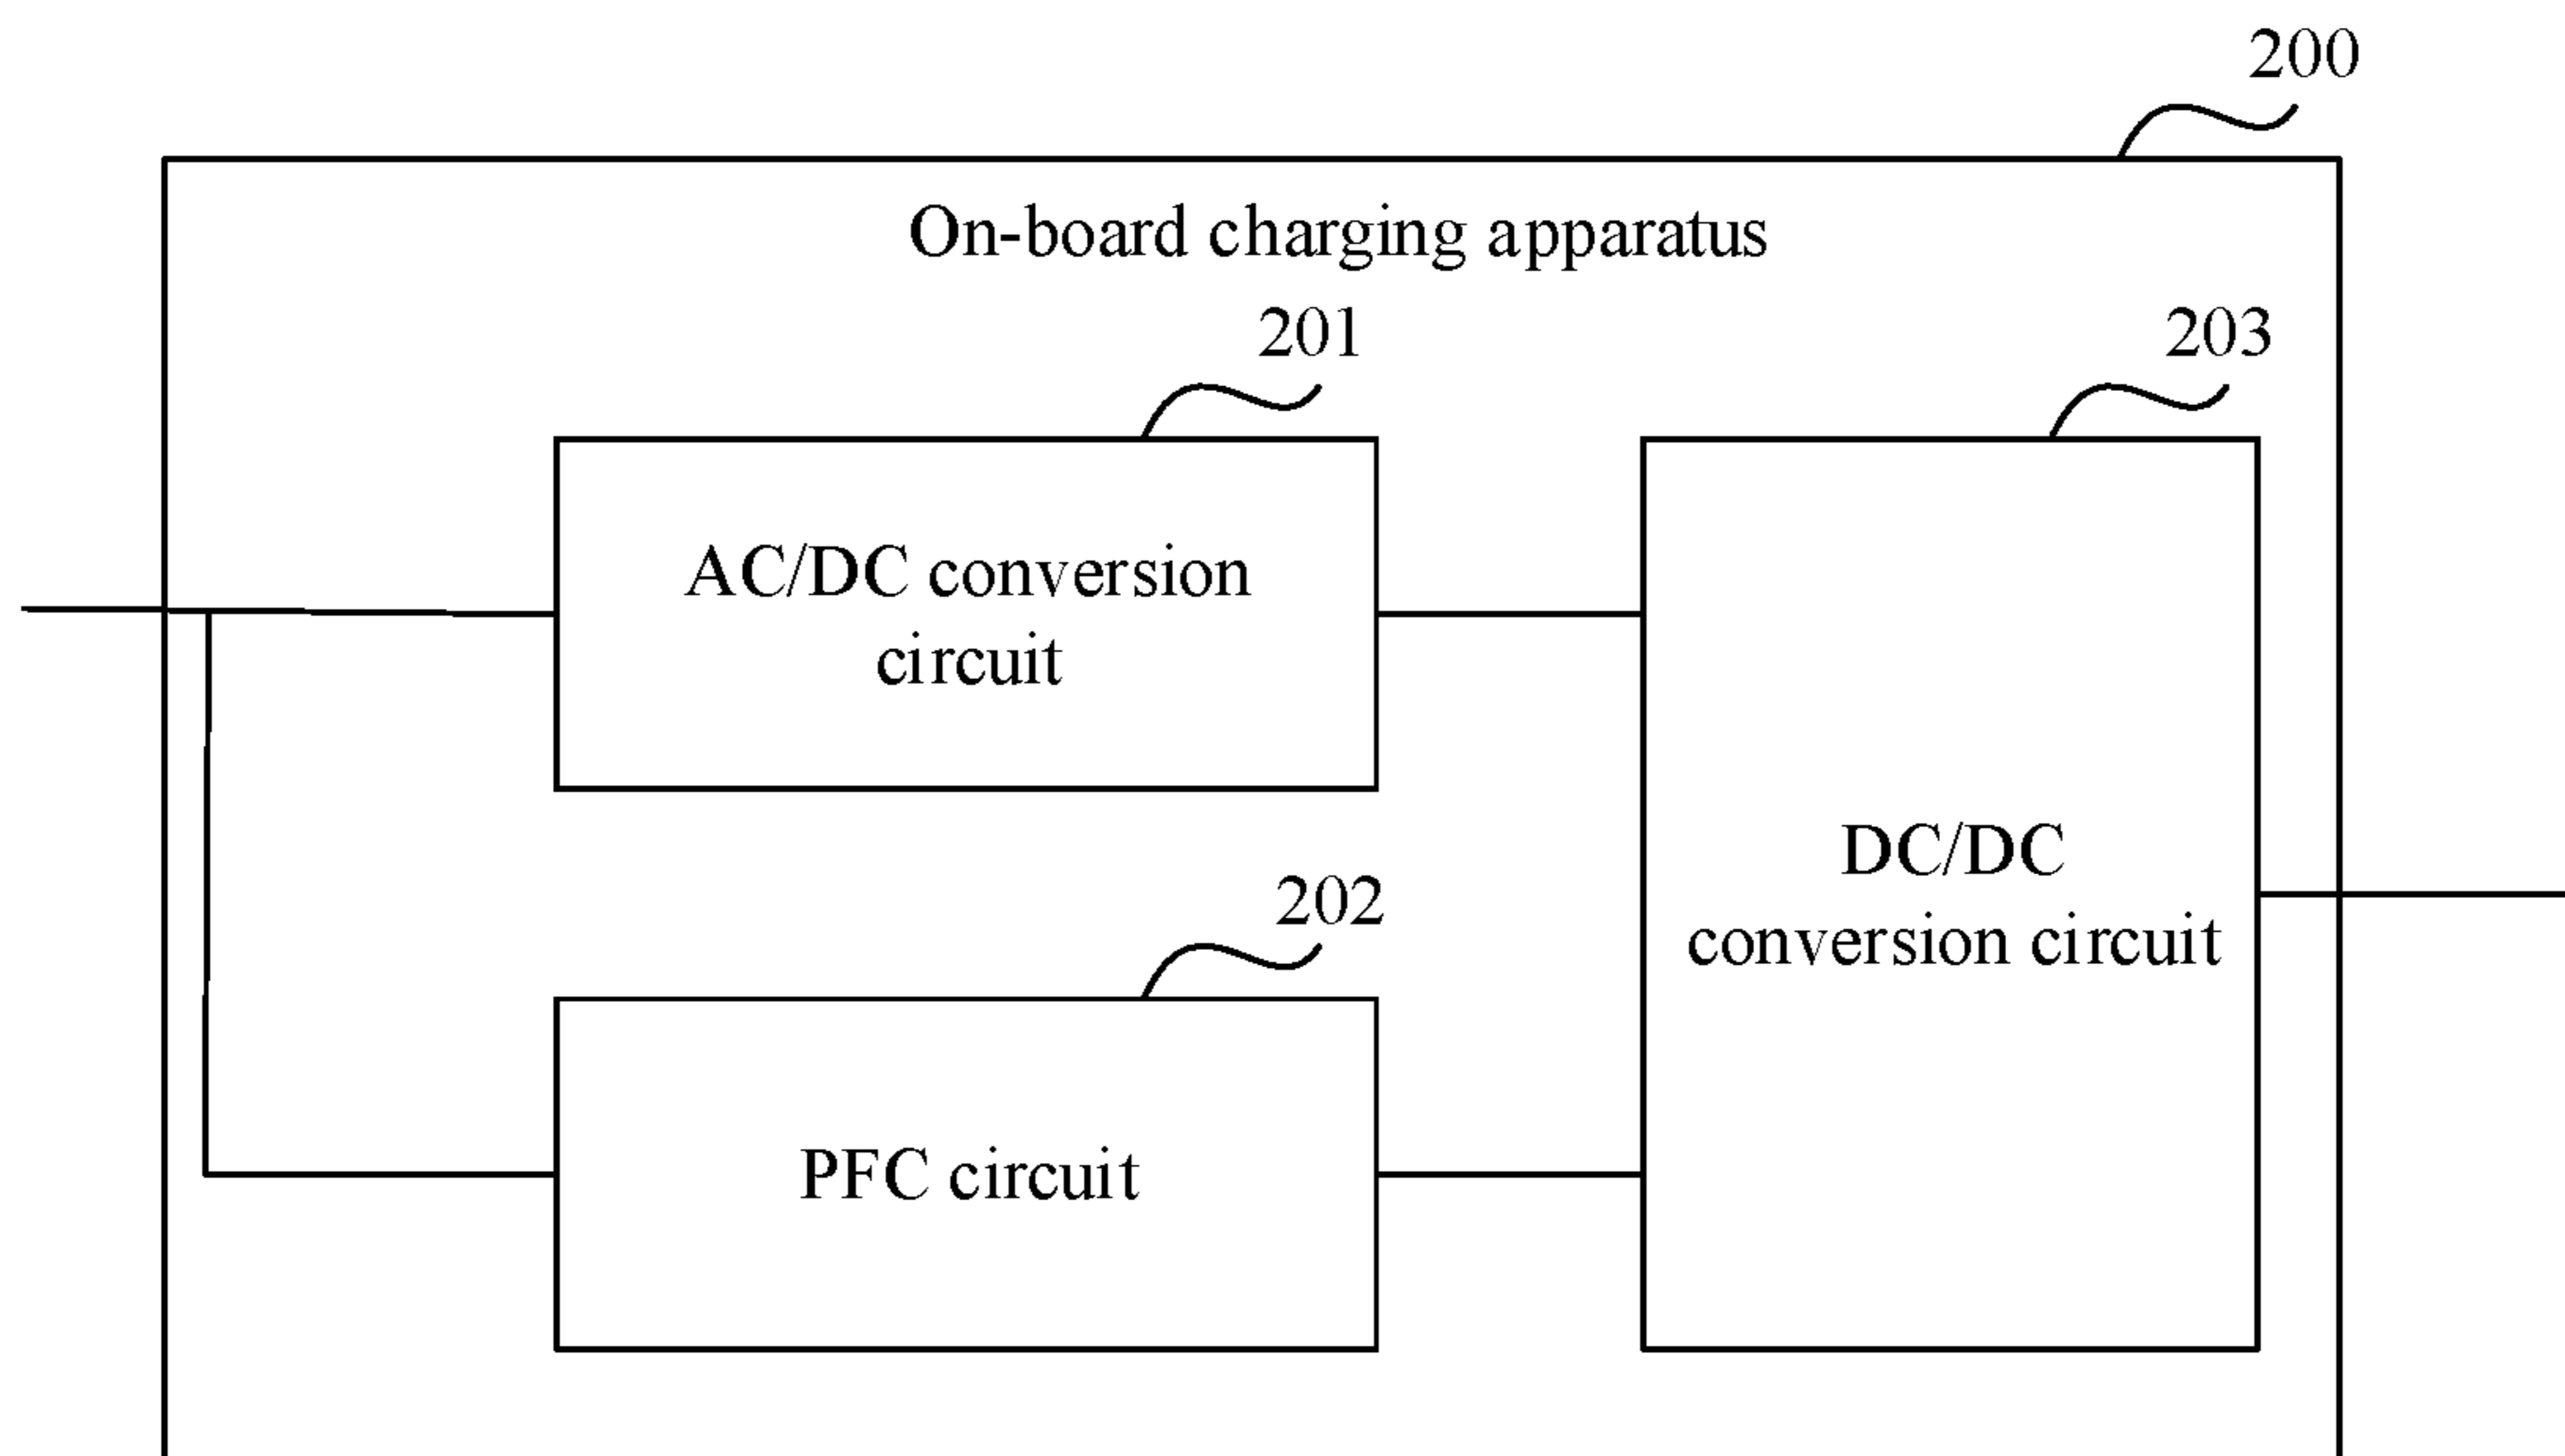 200
On-board charging apparatus
201
203
AC/DC conversion
circuit
DC/DC
conversion circuit
202
PFC circuit